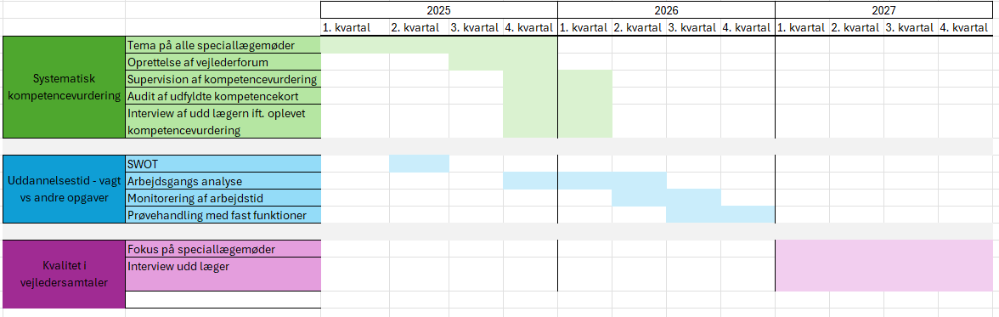 2025 2026 2027
1. kvartal 2. kvartal 3. kvartal 4. kvartal 1. kvartal 2. kvartal 3. kvartal 4. kvartal 1. kvartal 2. kvartal 3. kvartal 4. kvartal
Systematisk
kompetencevurdering
Tema på alle speciallægemøder
Oprettelse af vejlederforum
Supervision af kompetencevurdering
Audit af udfyldte kompetencekort
Interview af udd lægern ift. oplevet
kompetencevurdering
Uddannelsestid - vagt
vs andre opgaver
SWOT
Arbejdsgangs analyse
Monitorering af arbejdstid
Prøvehandling med fast funktioner
Kvalitet i
vejledersamtaler
Fokus på speciallægemøder
Interview udd læger